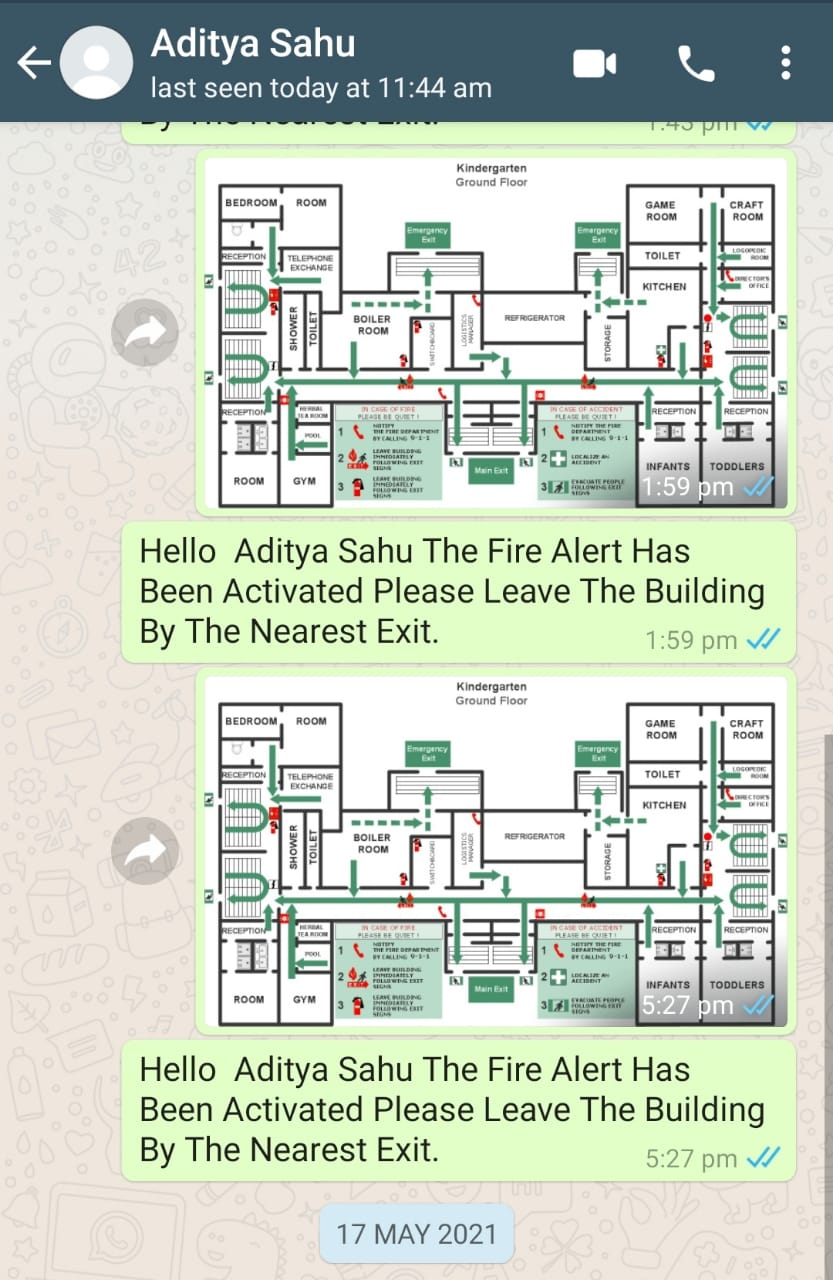 Aditya Sahu
last seen today at 11:44 am
By The Nearest Exit.
1:43 pm
Kindergarten
Ground Floor
BEDROOM
ROOM
GAME
ROOM
CRAFT
ROOM
Emergency
Exit
Emergency
Exit
RECEPTION
TELEPHONE
EXCHANGE
TOILET
LOGOPEDIC
ROOM
KITCHEN
DIRECTOR'S
OFFICE
SHOWER
TOILET
BOILER
ROOM
SWITCHBOARD
LOGISTICS
MANAGER
REFRIGERATOR
STORAGE
RECEPTION
HERBAL
TEA ROOM
POOL
ROOM
GYM
IN CASE OF FIRE
PLEASE BE QUIET!
1 NOTIFY
THE FIRE DEPARTMENT
BY CALLING 9-1-1
2 LEAVE BUILDING
IMMEDIATELY
FOLLOWING EXIT
SIGNS
EXIT
3 LEAVE BUILDING
IMMEDIATELY
FOLLOWING EXIT
SIGNS
Main Exit
IN CASE OF ACCIDENT
PLEASE BE QUIET!
1 NOTIFY THE FIRE
DEPARTMENT
BY CALLING 9-1-1
2 LOCALIZE AN
ACCIDENT
3 EVACUATE PEOPLE
FOLLOWING EXIT
SIGNS
RECEPTION
RECEPTION
INFANTS
TODDLERS
1:59 pm
Hello Aditya Sahu The Fire Alert Has
Been Activated Please Leave The Building
By The Nearest Exit.
1:59 pm
Kindergarten
Ground Floor
BEDROOM
ROOM
GAME
ROOM
CRAFT
ROOM
Emergency
Exit
Emergency
Exit
RECEPTION
TELEPHONE
EXCHANGE
TOILET
LOGOPEDIC
ROOM
KITCHEN
DIRECTOR'S
OFFICE
SHOWER
TOILET
BOILER
ROOM
SWITCHBOARD
LOGISTICS
MANAGER
REFRIGERATOR
STORAGE
RECEPTION
HERBAL
TEA ROOM
POOL
ROOM
GYM
IN CASE OF FIRE
PLEASE BE QUIET!
1 NOTIFY
THE FIRE DEPARTMENT
BY CALLING 9-1-1
2 LEAVE BUILDING
IMMEDIATELY
FOLLOWING EXIT
SIGNS
EXIT
3 LEAVE BUILDING
IMMEDIATELY
FOLLOWING EXIT
SIGNS
Main Exit
IN CASE OF ACCIDENT
PLEASE BE QUIET!
1 NOTIFY THE FIRE
DEPARTMENT
BY CALLING 9-1-1
2 LOCALIZE AN
ACCIDENT
3 EVACUATE PEOPLE
FOLLOWING EXIT
SIGNS
RECEPTION
RECEPTION
INFANTS
TODDLERS
5:27 pm
Hello Aditya Sahu The Fire Alert Has
Been Activated Please Leave The Building
By The Nearest Exit.
5:27 pm
17 MAY 2021